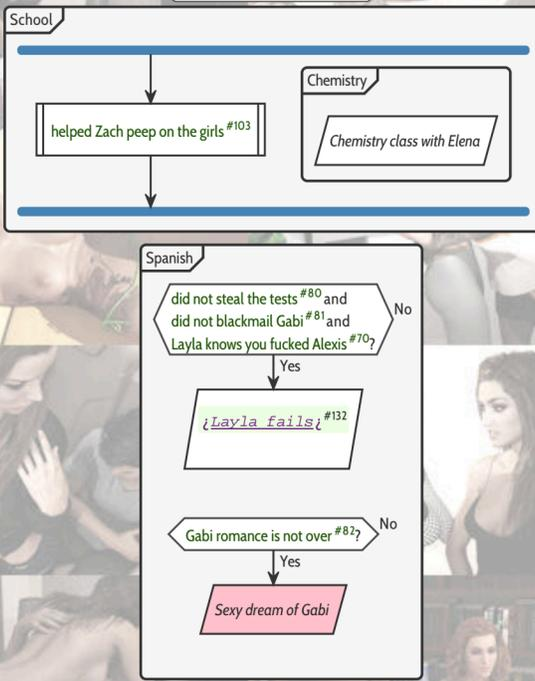 School
Chemistry
helped Zach peep on the girls #103
Chemistry class with Elena
Spanish
did not steal the tests #80 and
did not blackmail Gabi #81 and
Layla knows you fucked Alexis #70?
No
Yes
¿Layla fails¿ #132
Gabi romance is not over #82?
No
Yes
Sexy dream of Gabi